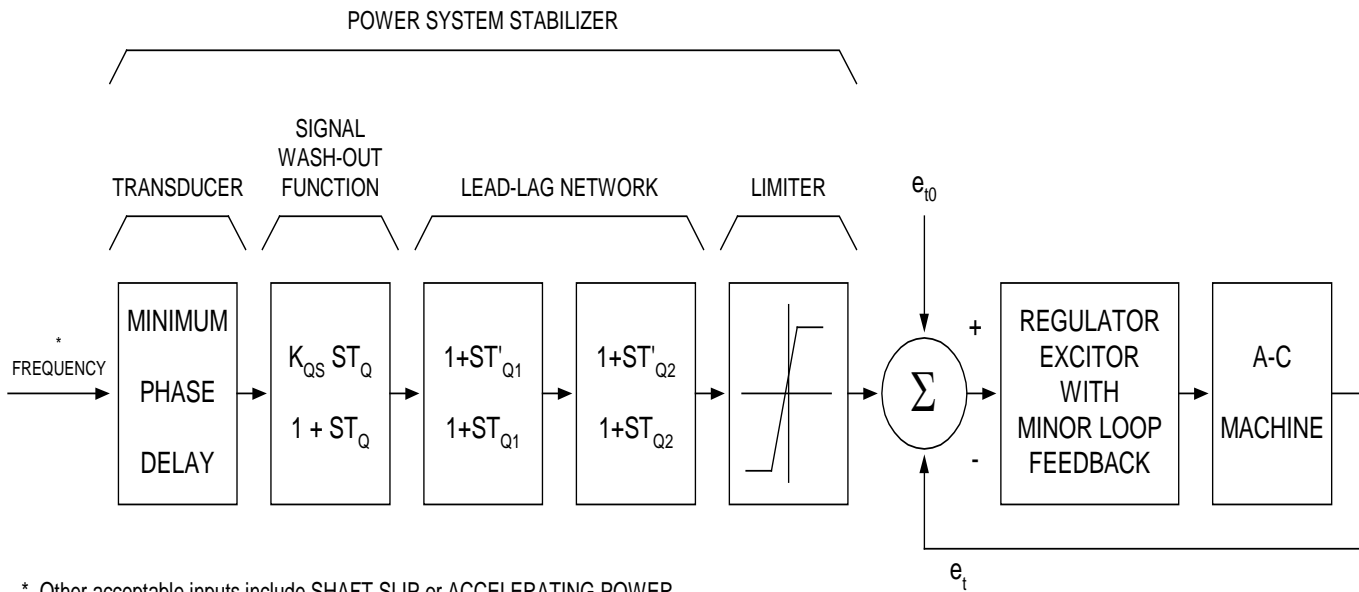 POWER SYSTEM STABILIZER
SIGNAL
WASH-OUT
FUNCTION
TRANSDUCER
LEAD-LAG NETWORK
LIMITER
e_t0
*
FREQUENCY
MINIMUM
PHASE
DELAY
K_QS ST_Q
1 + ST_Q
1+ST'_Q1
1+ST_Q1
1+ST'_Q2
1+ST_Q2
Σ
+
-
REGULATOR
EXCITOR
WITH
MINOR LOOP
FEEDBACK
A-C
MACHINE
e_t
* Other acceptable inputs include SHAFT SLIP or ACCELERATING POWER